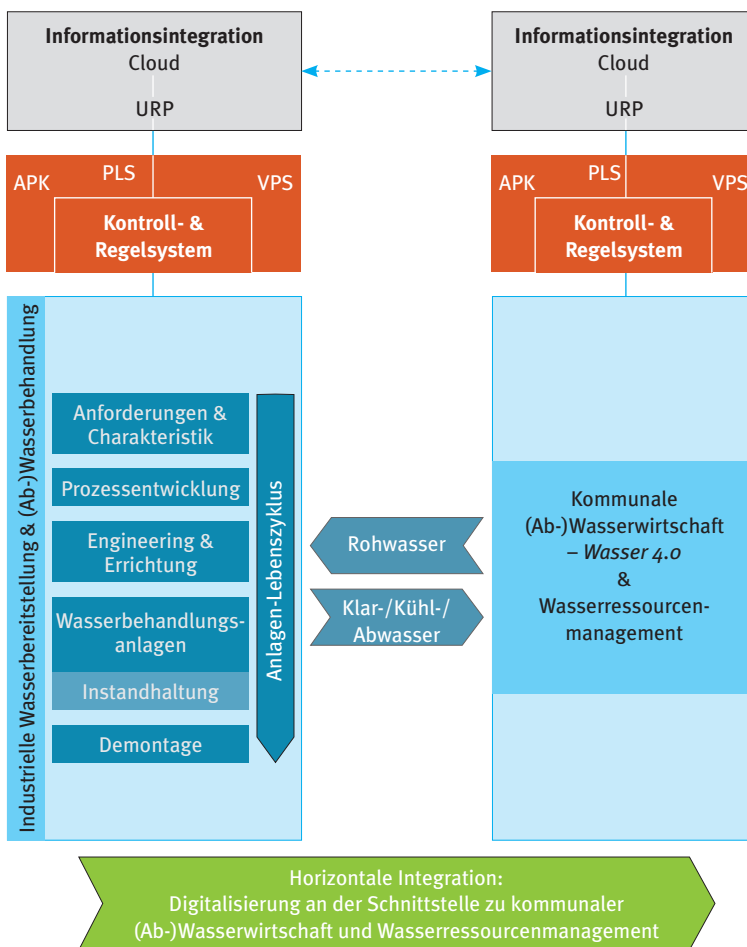 Informationsintegration
Cloud
URP
APK
PLS
VPS
Kontroll- &
Regelsystem
Industrielle Wasserbereitstellung & (Ab-)Wasserbehandlung
Anforderungen &
Charakteristik
Prozessentwicklung
Engineering &
Errichtung
Wasserbehandlungs-
anlagen
Instandhaltung
Demontage
Anlagen-Lebenszyklus
Rohwasser
Klar-/Kühl-/
Abwasser
Informationsintegration
Cloud
URP
APK
PLS
VPS
Kontroll- &
Regelsystem
Kommunale
(Ab-)Wasserwirtschaft
– Wasser 4.0
&
Wasserressourcen-
management
Horizontale Integration:
Digitalisierung an der Schnittstelle zu kommunaler
(Ab-)Wasserwirtschaft und Wasserressourcenmanagement